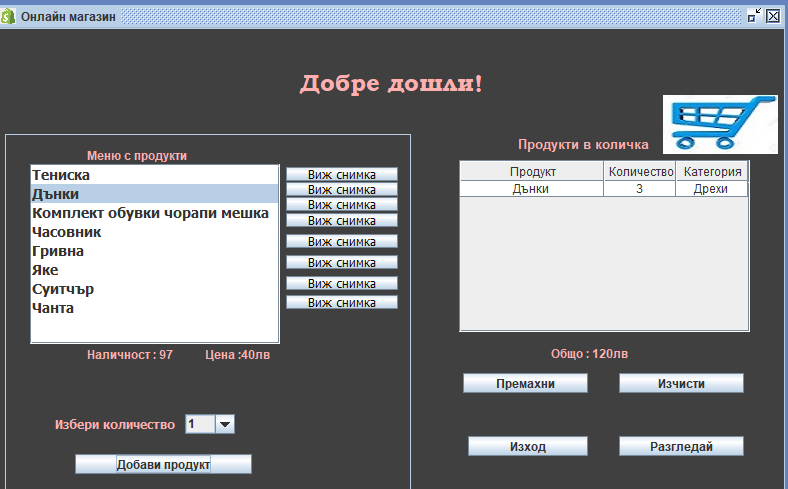 Онлайн магазин
Добре дошли!
Меню с продукти
Тениска
Дънки
Комплект обувки чорапи мешка
Часовник
Гривна
Яке
Суитчър
Чанта
Виж снимка
Виж снимка
Виж снимка
Виж снимка
Виж снимка
Виж снимка
Виж снимка
Виж снимка
Наличност : 97 Цена :40лв
Избери количество 1
Добави продукт
Продукти в количка
Продукт Количество Категория
Дънки 3 Дрехи
Общо : 120лв
Премахни Изчисти
Изход Разгледай